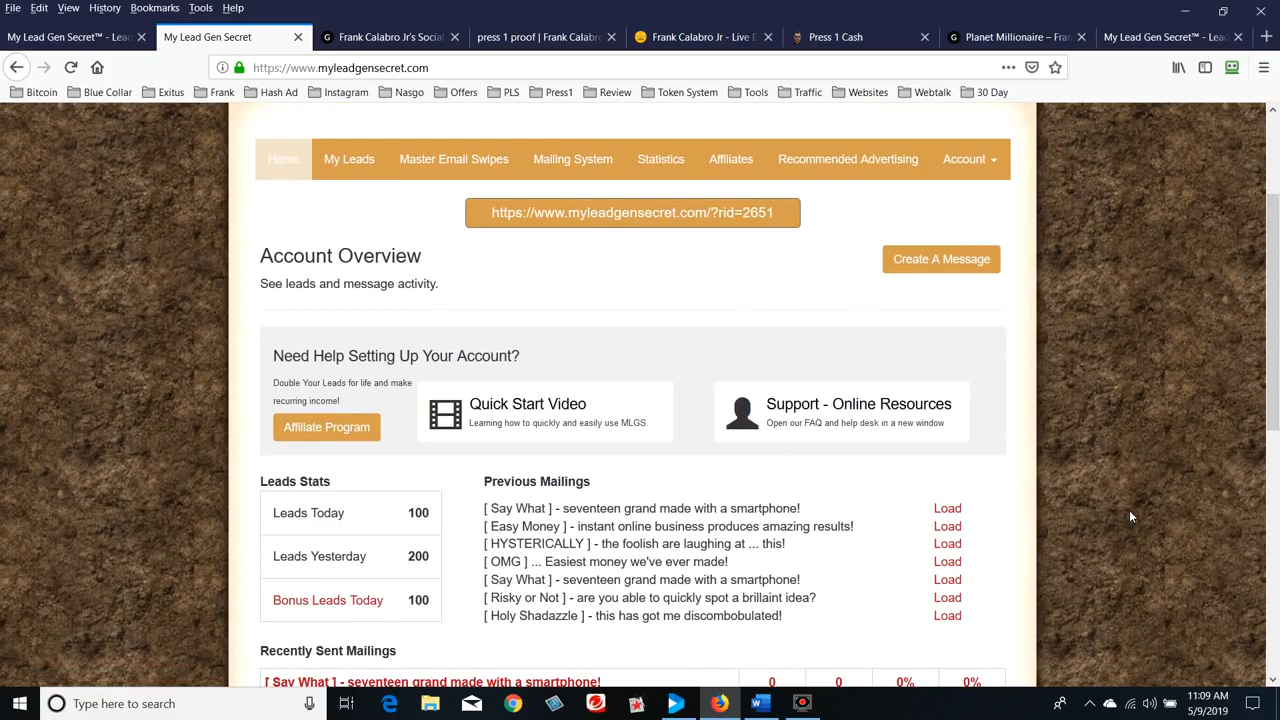 File Edit View History Bookmarks Tools Help
My Lead Gen Secret™ - Lead
My Lead Gen Secret
Frank Calabro Jr's Social
press 1 proof | Frank Calabro
Frank Calabro Jr - Live E
Press 1 Cash
Planet Millionaire – Fran
My Lead Gen Secret™ - Lead
https://www.myleadgensecret.com
Bitcoin Blue Collar Exitus Frank Hash Ad Instagram Nasgo Offers PLS Press1 Review Token System Tools Traffic Websites Webtalk 30 Day
Home My Leads Master Email Swipes Mailing System Statistics Affiliates Recommended Advertising Account
https://www.myleadgensecret.com/?rid=2651
Account Overview
Create A Message
See leads and message activity.
Need Help Setting Up Your Account?
Double Your Leads for life and make
recurring income!
Affiliate Program
Quick Start Video
Learning how to quickly and easily use MLGS.
Support - Online Resources
Open our FAQ and help desk in a new window
Leads Stats
Leads Today 100
Leads Yesterday 200
Bonus Leads Today 100
Previous Mailings
[ Say What ] - seventeen grand made with a smartphone! Load
[ Easy Money ] - instant online business produces amazing results! Load
[ HYSTERICALLY ] - the foolish are laughing at ... this! Load
[ OMG ] ... Easiest money we've ever made! Load
[ Say What ] - seventeen grand made with a smartphone! Load
[ Risky or Not ] - are you able to quickly spot a brillaint idea? Load
[ Holy Shadazzle ] - this has got me discombobulated! Load
Recently Sent Mailings
[ Say What ] - seventeen grand made with a smartphone! 0 0 0% 0%
Type here to search
11:09 AM
5/9/2019